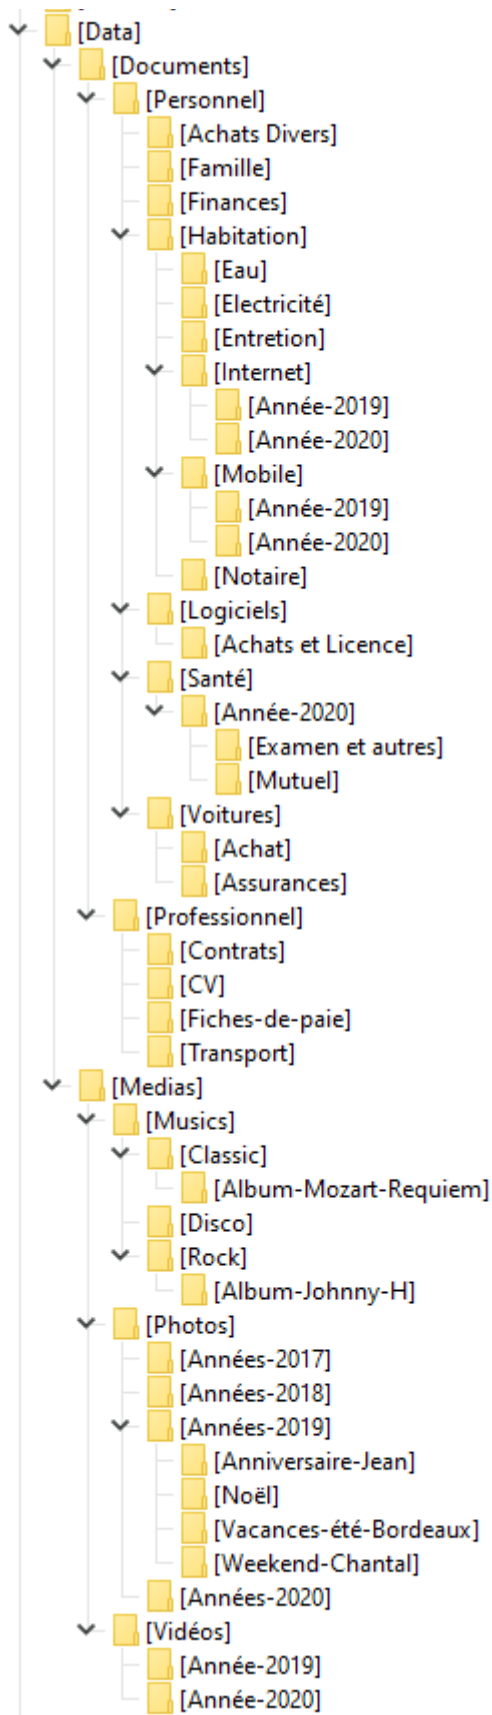 [Data]
[Documents]
[Personnel]
[Achats Divers]
[Famille]
[Finances]
[Habitation]
[Eau]
[Electricité]
[Entretion]
[Internet]
[Année-2019]
[Année-2020]
[Mobile]
[Année-2019]
[Année-2020]
[Notaire]
[Logiciels]
[Achats et Licence]
[Santé]
[Année-2020]
[Examen et autres]
[Mutuel]
[Voitures]
[Achat]
[Assurances]
[Professionnel]
[Contrats]
[CV]
[Fiches-de-paie]
[Transport]
[Medias]
[Musics]
[Classic]
[Album-Mozart-Requiem]
[Disco]
[Rock]
[Album-Johnny-H]
[Photos]
[Années-2017]
[Années-2018]
[Années-2019]
[Anniversaire-Jean]
[Noël]
[Vacances-été-Bordeaux]
[Weekend-Chantal]
[Années-2020]
[Vidéos]
[Année-2019]
[Année-2020]